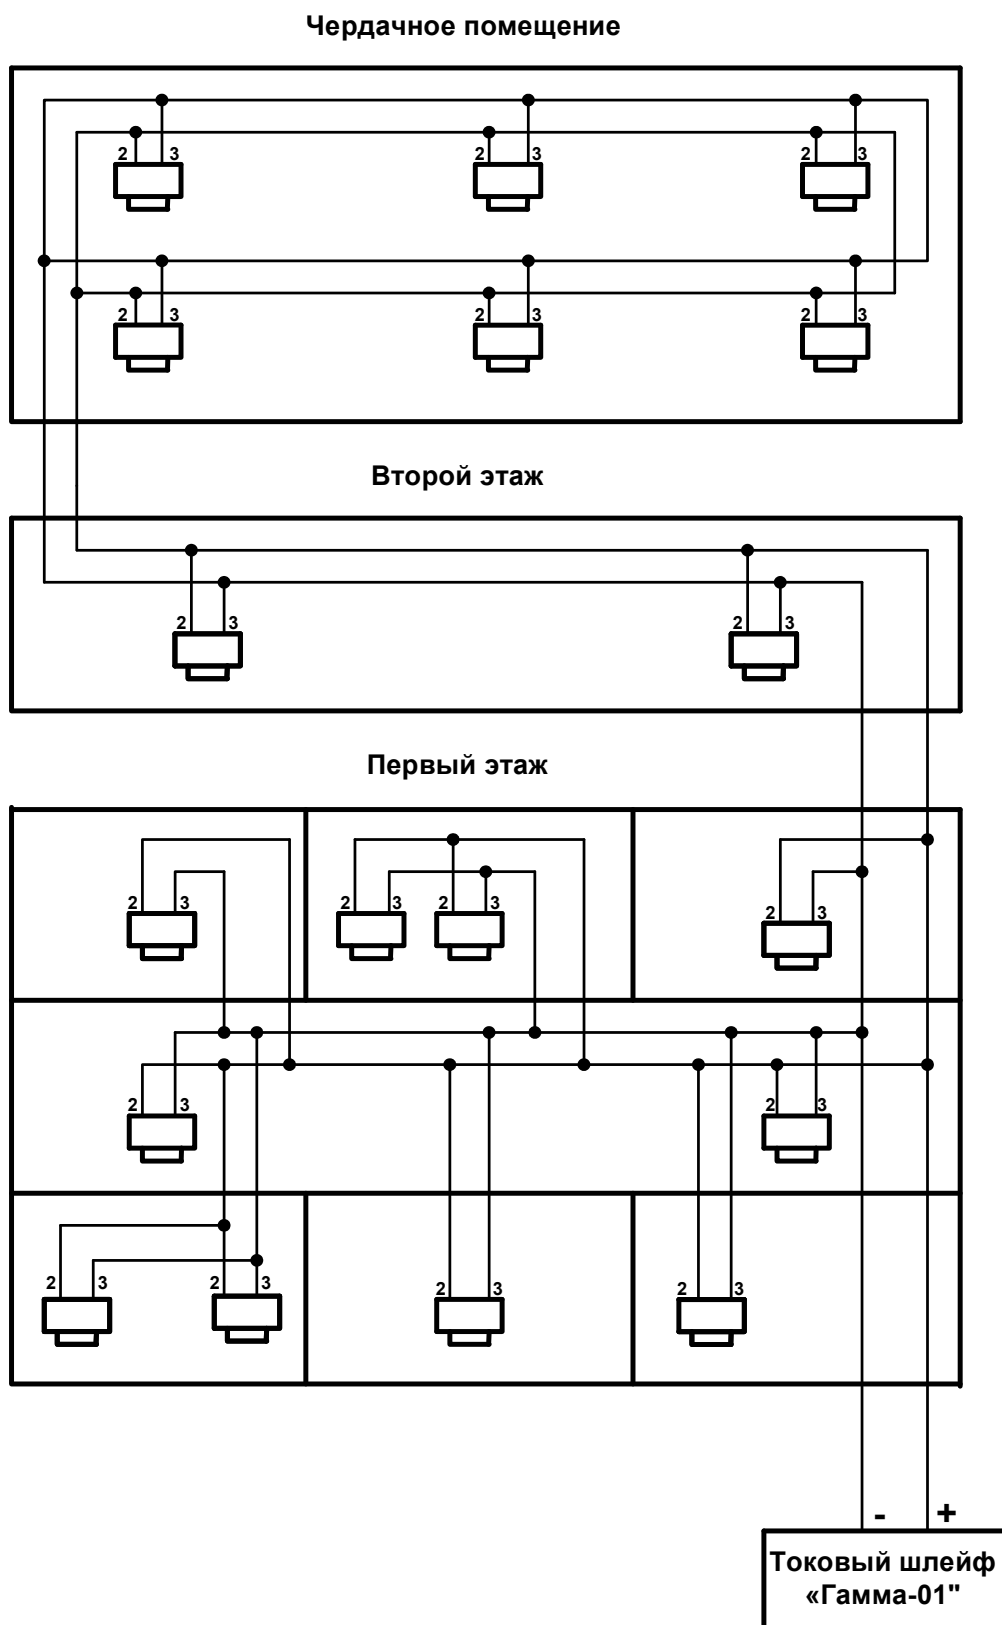 Чердачное помещение
2 3 2 3 2 3
2 3 2 3 2 3
Второй этаж
2 3 2 3
Первый этаж
2 3 2 3 2 3 2 3
2 3 2 3
2 3 2 3 2 3 2 3
- +
Токовый шлейф
«Гамма-01"